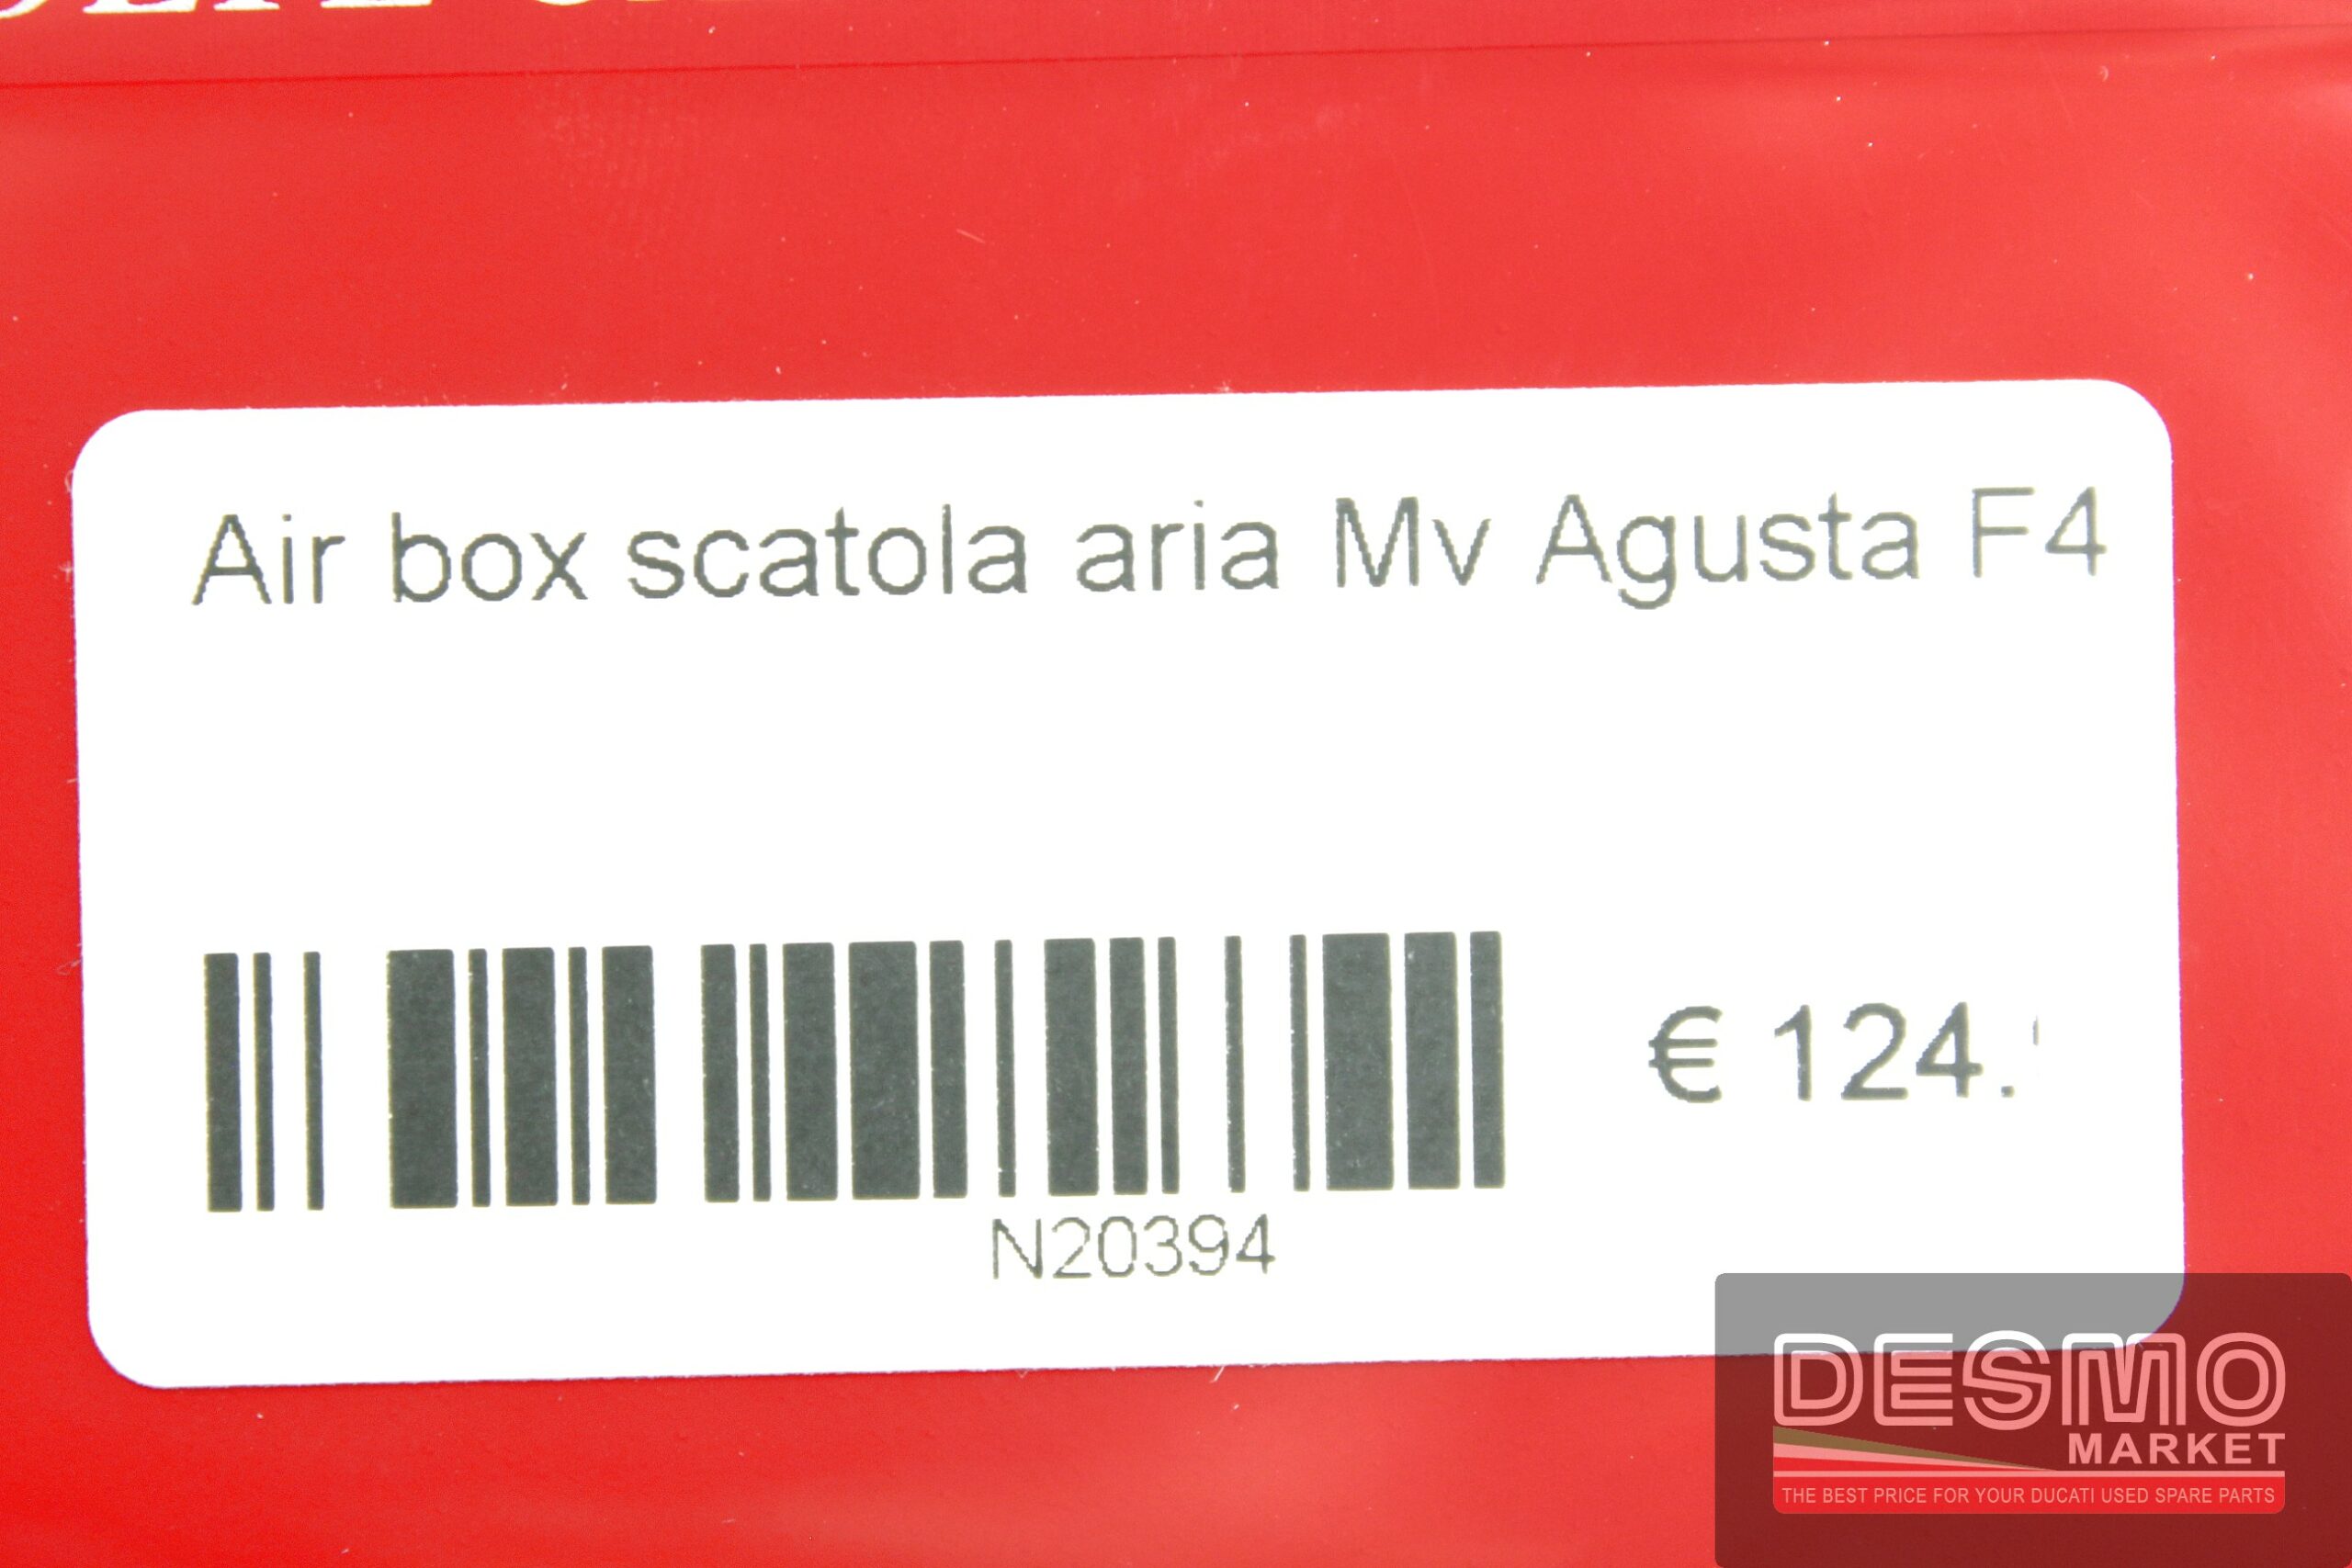 Air box scatola aria Mv Agusta F4
€ 124.
N20394
DESMO
MARKET
THE BEST PRICE FOR YOUR DUCATI USED SPARE PARTS